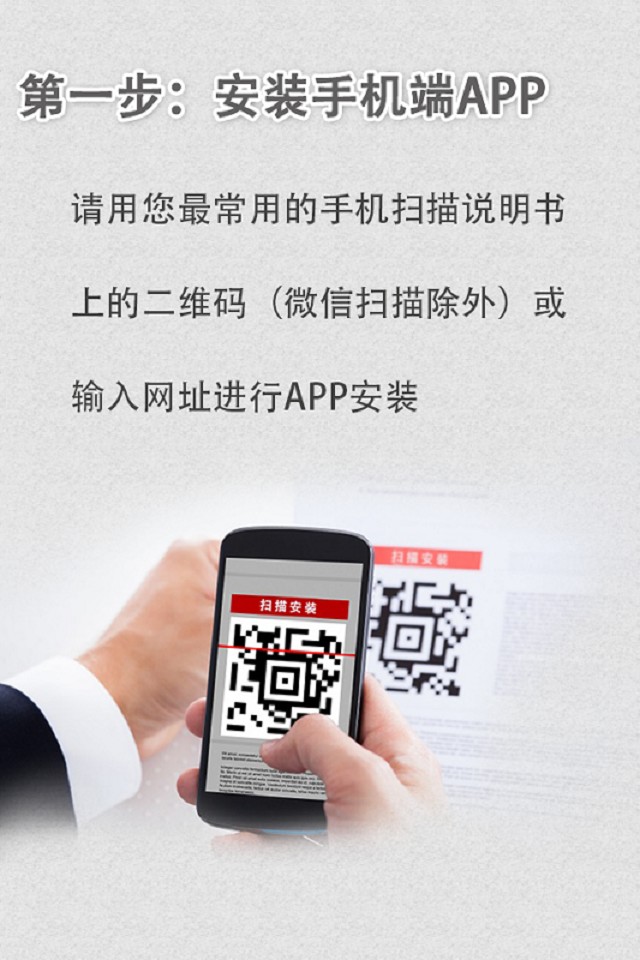 第一步：安装手机端APP
请用您最常用的手机扫描说明书
上的二维码（微信扫描除外）或
输入网址进行APP安装
扫描安装
扫描安装